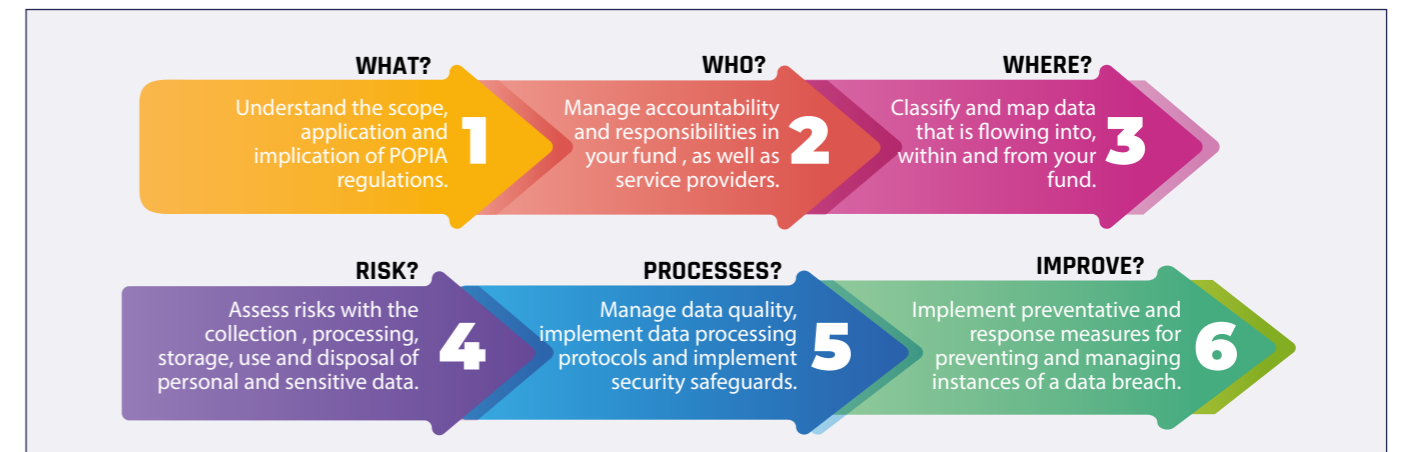 WHAT?
Understand the scope,
application and
implication of POPIA
regulations.
1
WHO?
Manage accountability
and responsibilities in
your fund , as well as
service providers.
2
WHERE?
Classify and map data
that is flowing into,
within and from your
fund.
3
RISK?
Assess risks with the
collection , processing,
storage, use and disposal of
personal and sensitive data.
4
PROCESSES?
Manage data quality,
implement data processing
protocols and implement
security safeguards.
5
IMPROVE?
Implement preventative and
response measures for
preventing and managing
instances of a data breach.
6